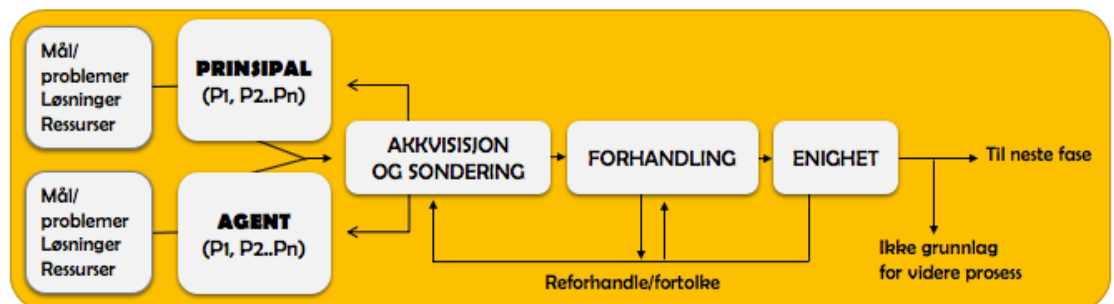 Mål/
problemer
Løsninger
Ressurser
PRINSIPAL
(P1, P2..Pn)
Mål/
problemer
Løsninger
Ressurser
AGENT
(P1, P2..Pn)
AKKVISISJON
OG SONDERING
FORHANDLING
ENIGHET
Til neste fase
Ikke grunnlag
for videre prosess
Reforhandle/fortolke